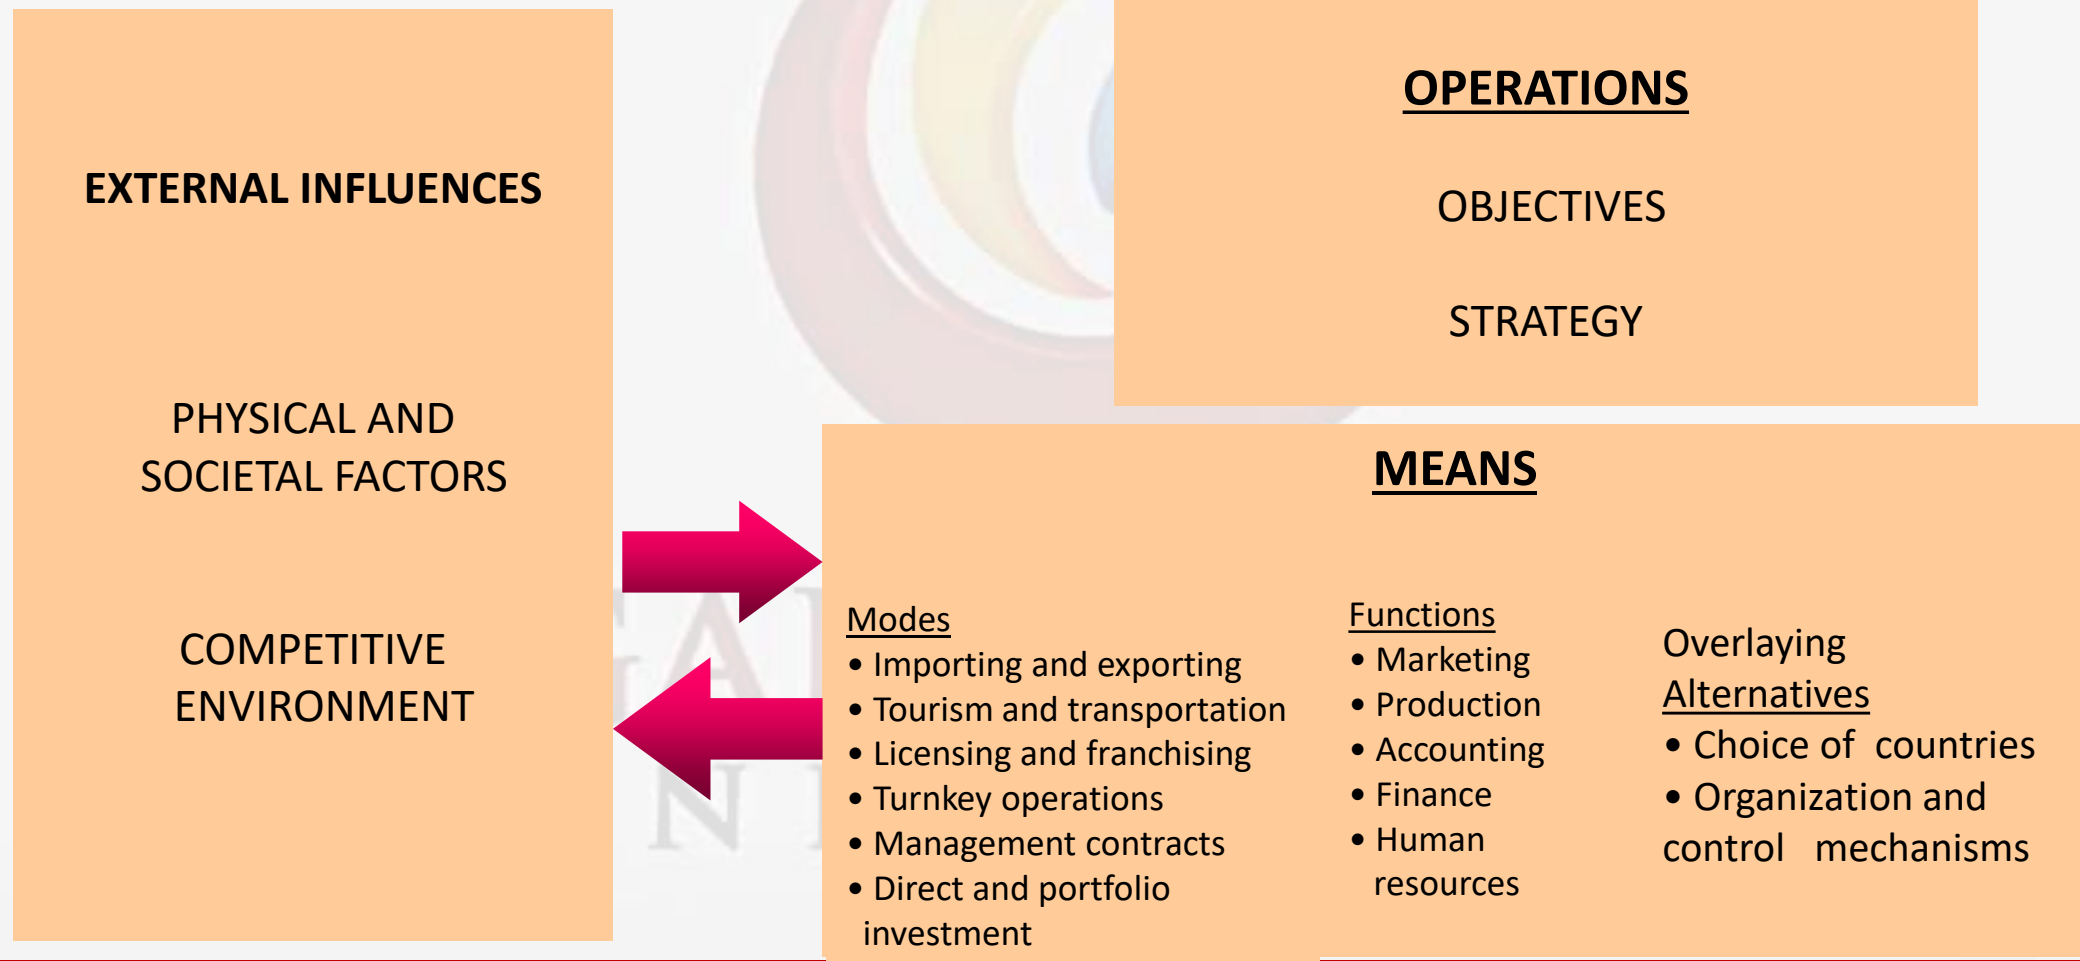 EXTERNAL INFLUENCES
PHYSICAL AND
SOCIETAL FACTORS
COMPETITIVE
ENVIRONMENT
OPERATIONS
OBJECTIVES
STRATEGY
MEANS
Modes
• Importing and exporting
• Tourism and transportation
• Licensing and franchising
• Turnkey operations
• Management contracts
• Direct and portfolio
investment
Functions
• Marketing
• Production
• Accounting
• Finance
• Human
resources
Overlaying
Alternatives
• Choice of countries
• Organization and
control mechanisms